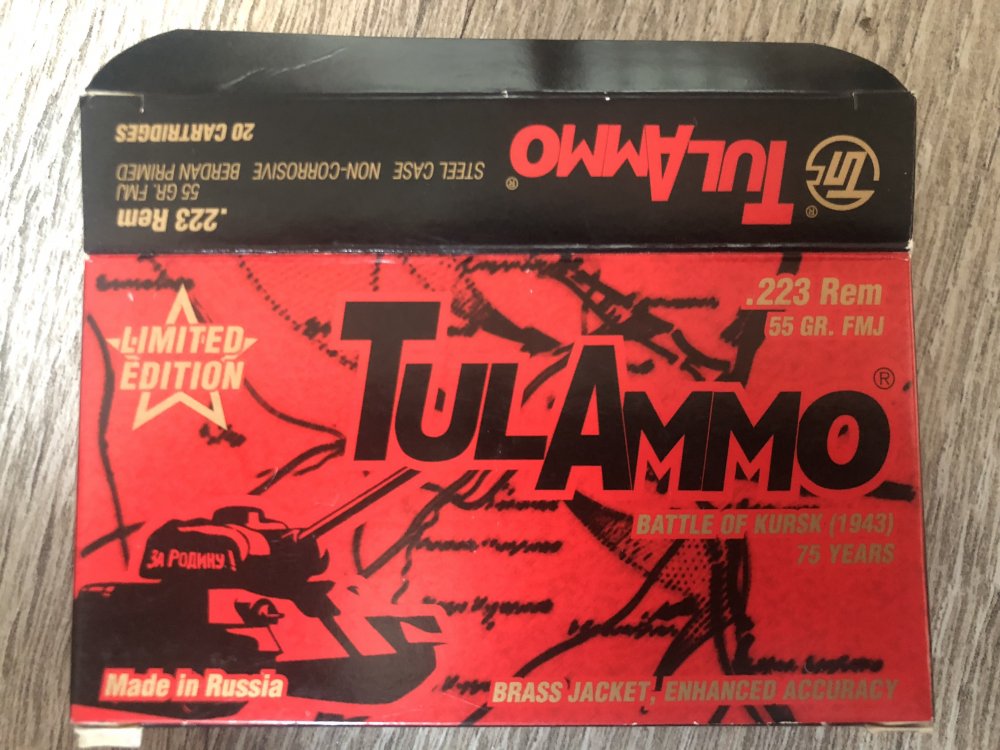 20 CARTRIDGES
STEEL CASE NON-CORROSIVE BERDAN PRIMED
55 GR. FMJ
.223 Rem
TULAMMO®
®
.223 Rem
55 GR. FMJ
LIMITED
EDITION
TULAMMO®
BATTLE OF KURSK (1943)
75 YEARS
ЗА РОДИНУ!
Made in Russia
BRASS JACKET, ENHANCED ACCURACY